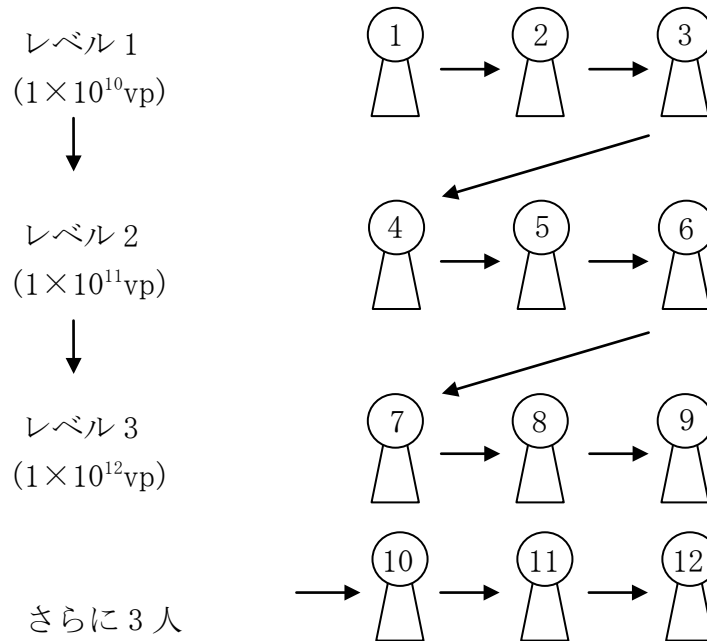 レベル 1
(1×10¹⁰vp)
1 2 3
レベル 2
(1×10¹¹vp)
4 5 6
レベル 3
(1×10¹²vp)
7 8 9
10 11 12
さらに 3 人